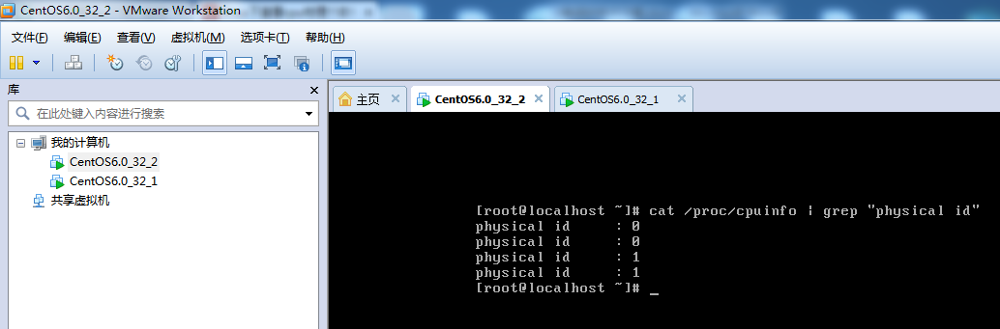 CentOS6.0_32_2 - VMware Workstation
文件(F) 编辑(E) 查看(V) 虚拟机(M) 选项卡(T) 帮助(H)
库
在此处键入内容进行搜索
我的计算机
CentOS6.0_32_2
CentOS6.0_32_1
共享虚拟机
主页 CentOS6.0_32_2 CentOS6.0_32_1
[root@localhost ~]# cat /proc/cpuinfo | grep "physical id"
physical id : 0
physical id : 0
physical id : 1
physical id : 1
[root@localhost ~]# _